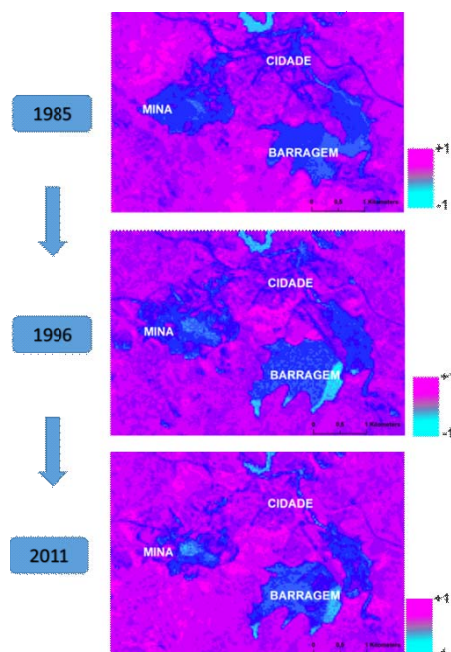 1985
CIDADE
MINA
BARRAGEM
+1
-1
1996
CIDADE
MINA
BARRAGEM
-1
2011
CIDADE
MINA
BARRAGEM
+1